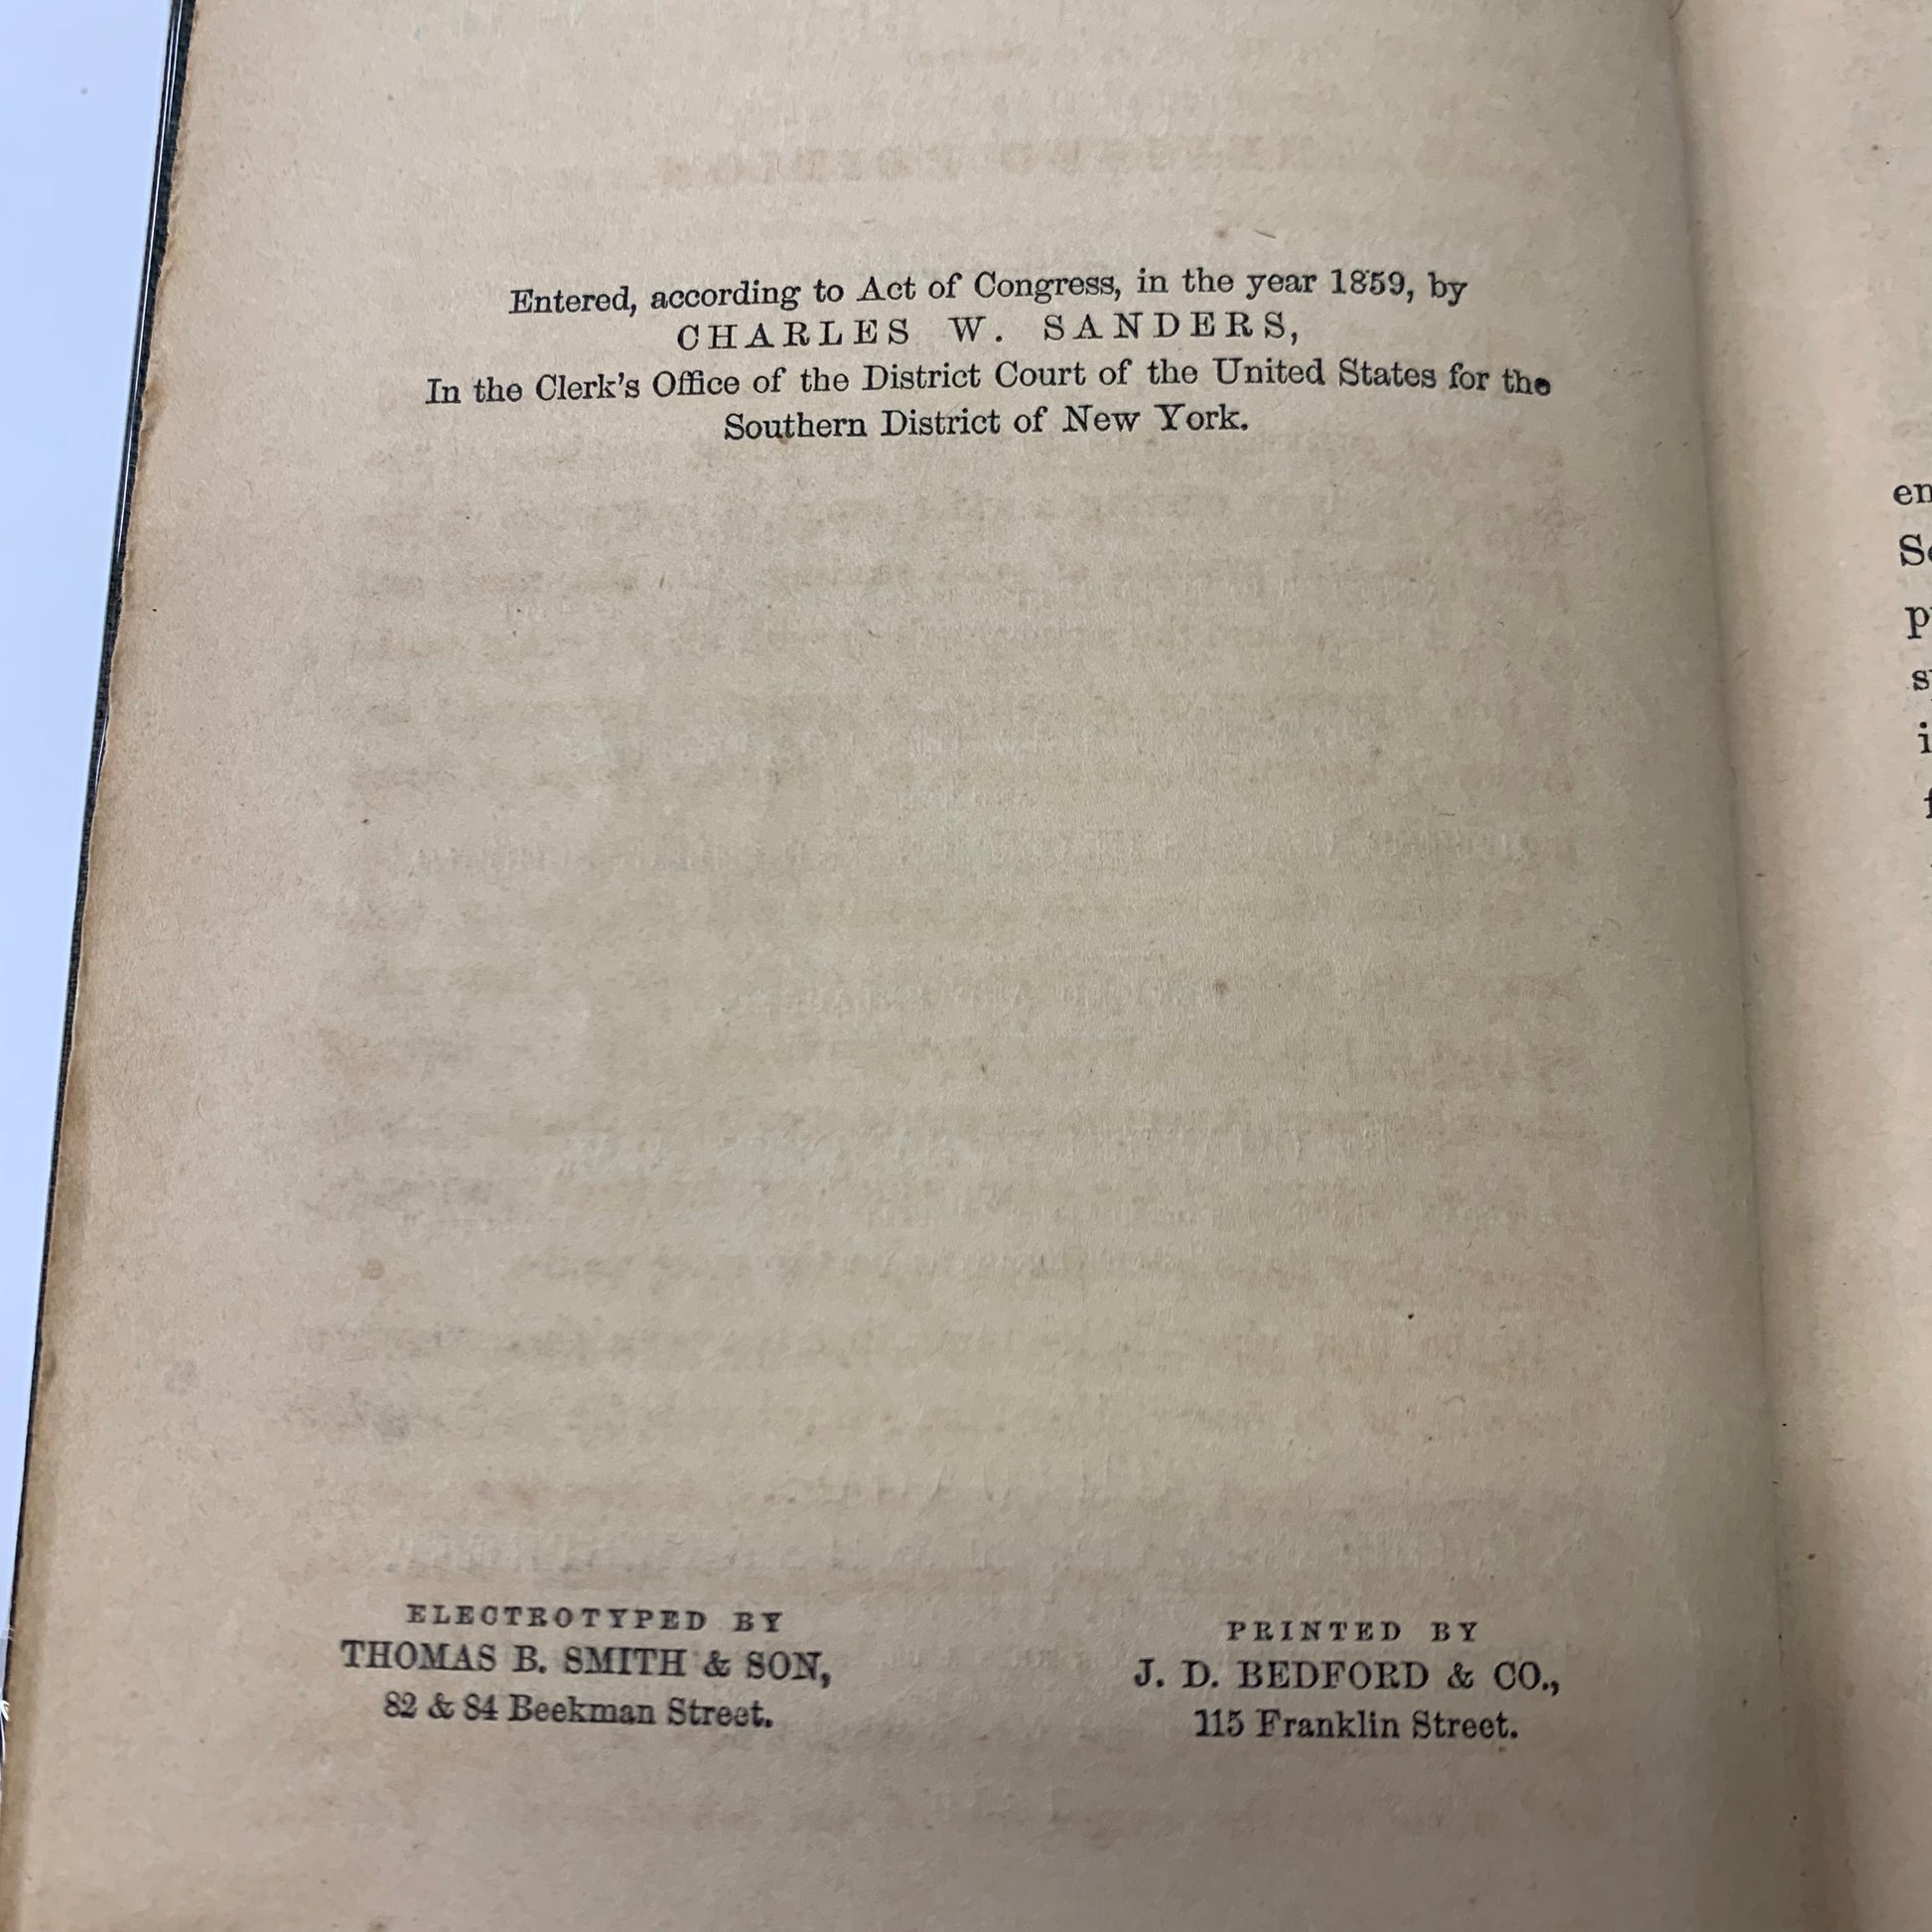 Entered, according to Act of Congress, in the year 1859, by
CHARLES W. SANDERS,
In the Clerk's Office of the District Court of the United States for the
Southern District of New York.
ELECTROTYPED BY
THOMAS B. SMITH & SON,
82 & 84 Beekman Street.
PRINTED BY
J. D. BEDFORD & CO.,
115 Franklin Street.